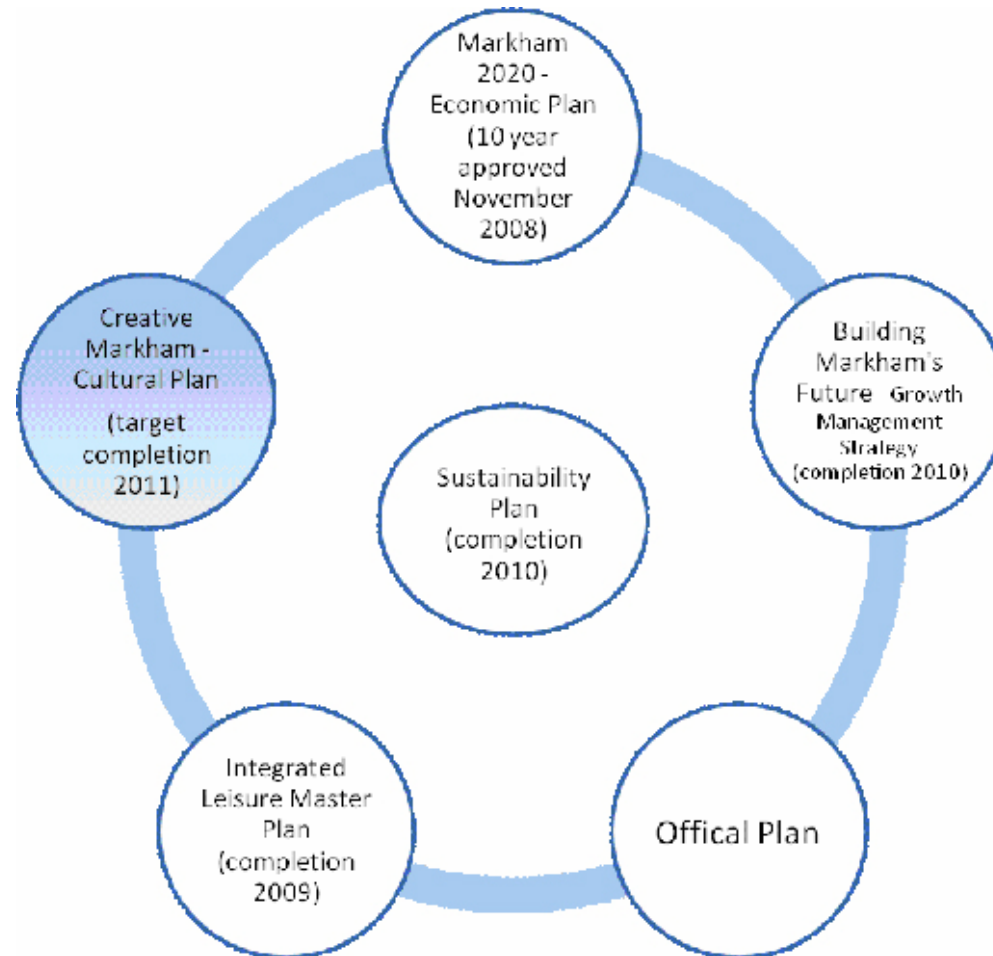 Markham
2020 -
Economic Plan
(10 year
approved
November
2008)
Building
Markham's
Future Growth
Management
Strategy
(completion 2010)
Offical Plan
Integrated
Leisure Master
Plan
(completion
2009)
Creative
Markham -
Cultural Plan
(target
completion
2011)
Sustainability
Plan
(completion
2010)